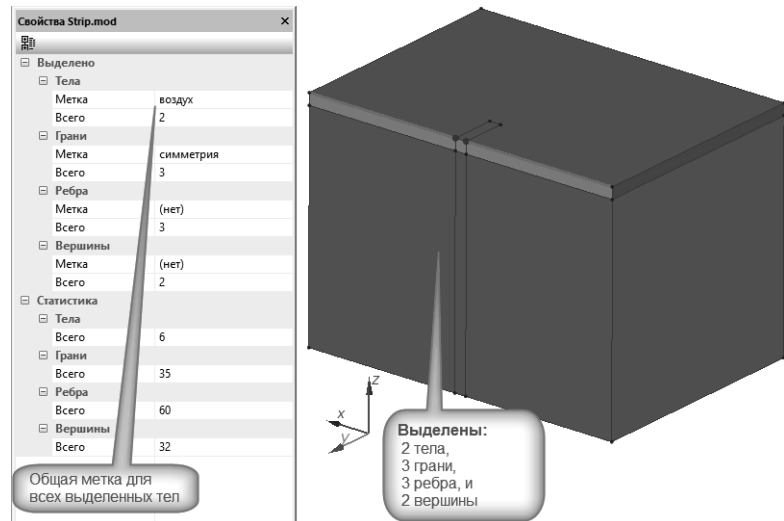 Свойства Strip.mod
Выделено
Тела
Метка воздух
Всего 2
Грани
Метка симметрия
Всего 3
Ребра
Метка (нет)
Всего 3
Вершины
Метка (нет)
Всего 2
Статистика
Тела
Всего 6
Грани
Всего 35
Ребра
Всего 60
Вершины
Всего 32
Общая метка для
всех выделенных тел
z
x
y
Выделены:
2 тела,
3 грани,
3 ребра, и
2 вершины